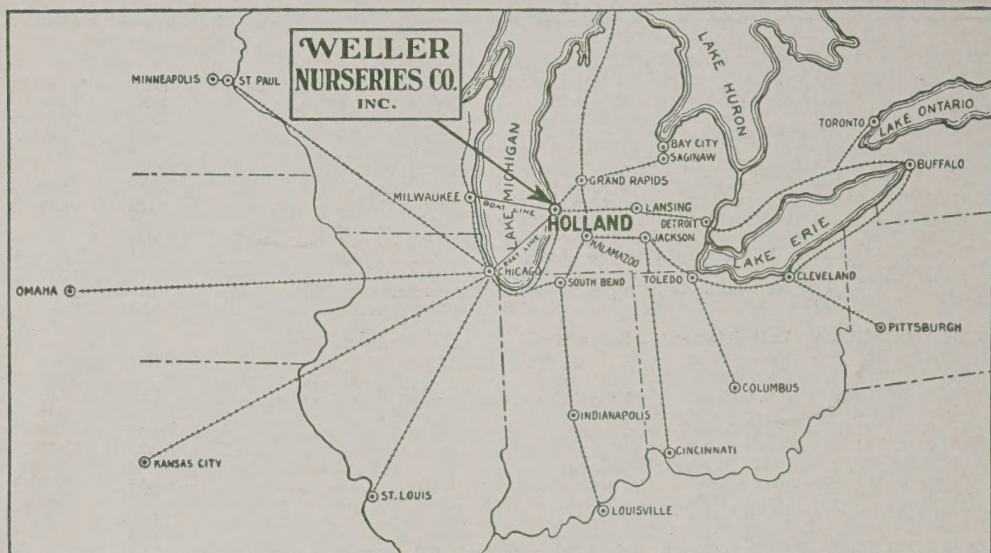 WELLER
NURSERIES CO.
INC.
MINNEAPOLIS
ST PAUL
LAKE HURON
LAKE MICHIGAN
TORONTO
LAKE ONTARIO
BAY CITY
SAGINAW
BUFFALO
GRAND RAPIDS
MILWAUKEE
BOAT LINE
LANSING
HOLLAND
DETROIT
KALAMAZOO
JACKSON
LAKE ERIE
BOAT LINE
CHICAGO
OMAHA
SOUTH BEND
TOLEDO
CLEVELAND
PITTSBURGH
COLUMBUS
INDIANAPOLIS
KANSAS CITY
CINCINNATI
ST. LOUIS
LOUISVILLE